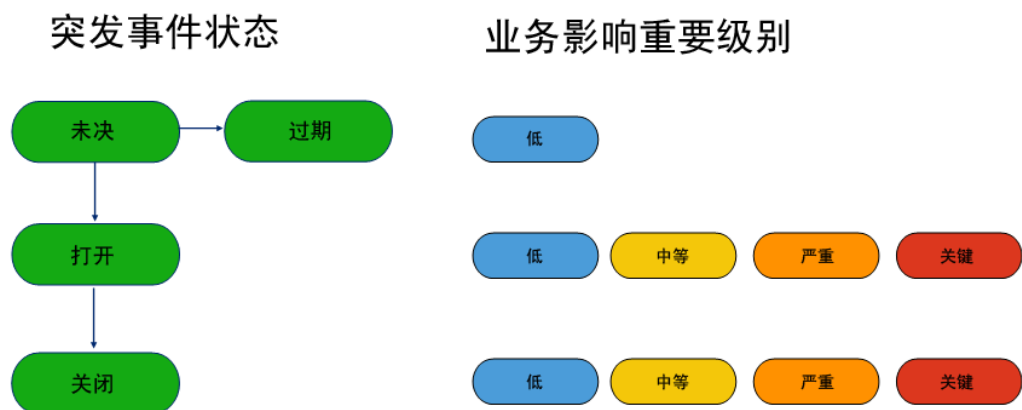 突发事件状态
业务影响重要级别
未决
过期
低
打开
低
中等
严重
关键
关闭
低
中等
严重
关键